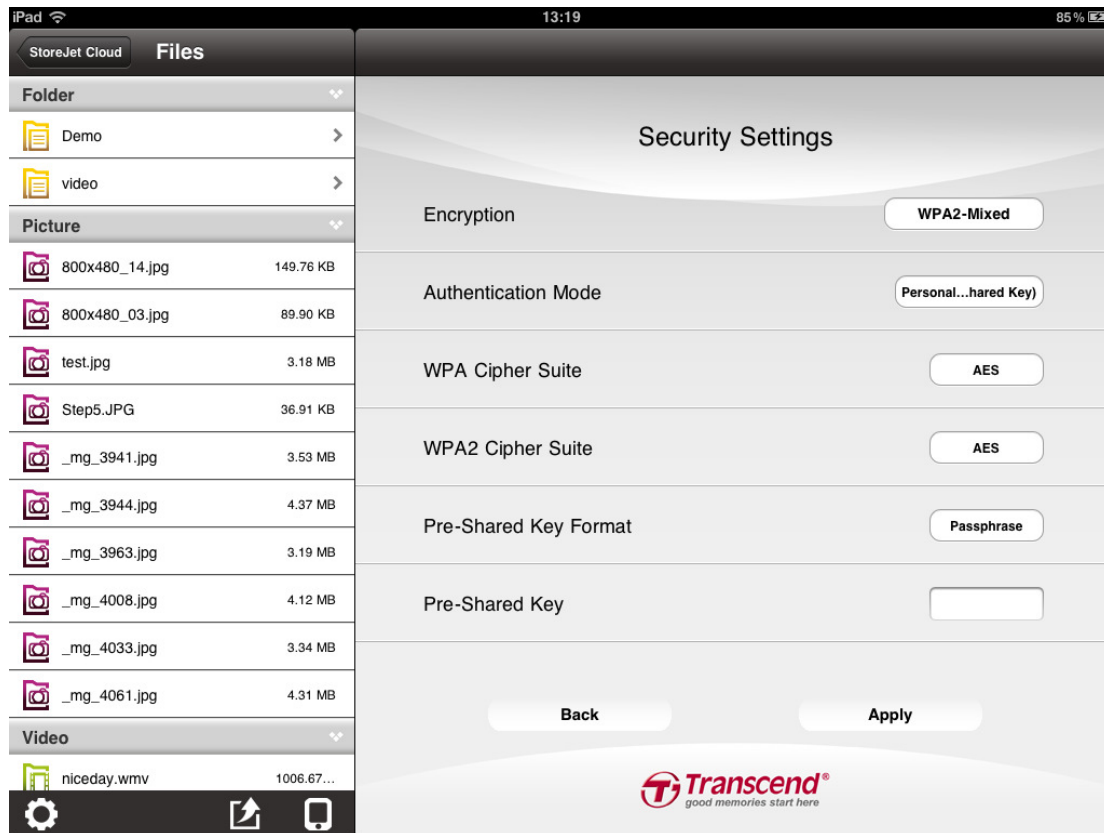 iPad 13:19 85%
StoreJet Cloud Files
Folder
Demo
video
Picture
800x480_14.jpg 149.76 KB
800x480_03.jpg 89.90 KB
test.jpg 3.18 MB
Step5.JPG 36.91 KB
_mg_3941.jpg 3.53 MB
_mg_3944.jpg 4.37 MB
_mg_3963.jpg 3.19 MB
_mg_4008.jpg 4.12 MB
_mg_4033.jpg 3.34 MB
_mg_4061.jpg 4.31 MB
Video
niceday.wmv 1006.67...
Security Settings
Encryption WPA2-Mixed
Authentication Mode Personal...hared Key)
WPA Cipher Suite AES
WPA2 Cipher Suite AES
Pre-Shared Key Format Passphrase
Pre-Shared Key
Back Apply
Transcend®
good memories start here